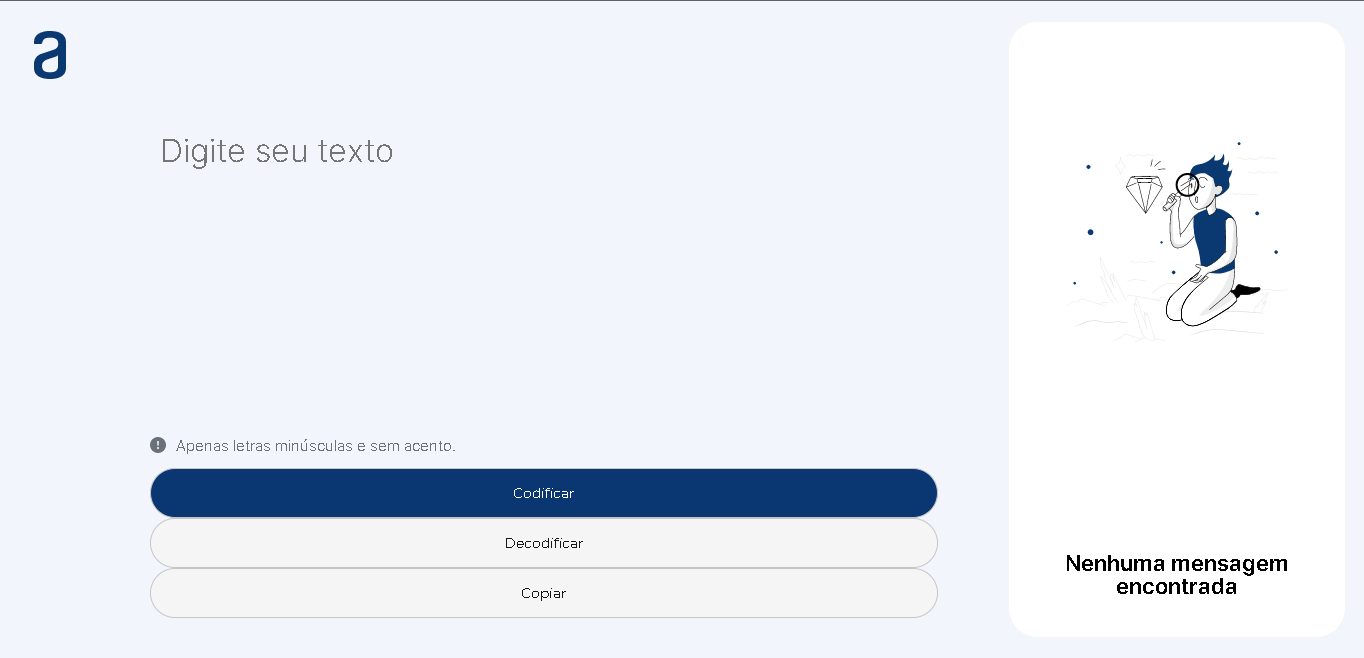 a
Digite seu texto
Apenas letras minúsculas e sem acento.
Codificar
Decodificar
Copiar
Nenhuma mensagem
encontrada